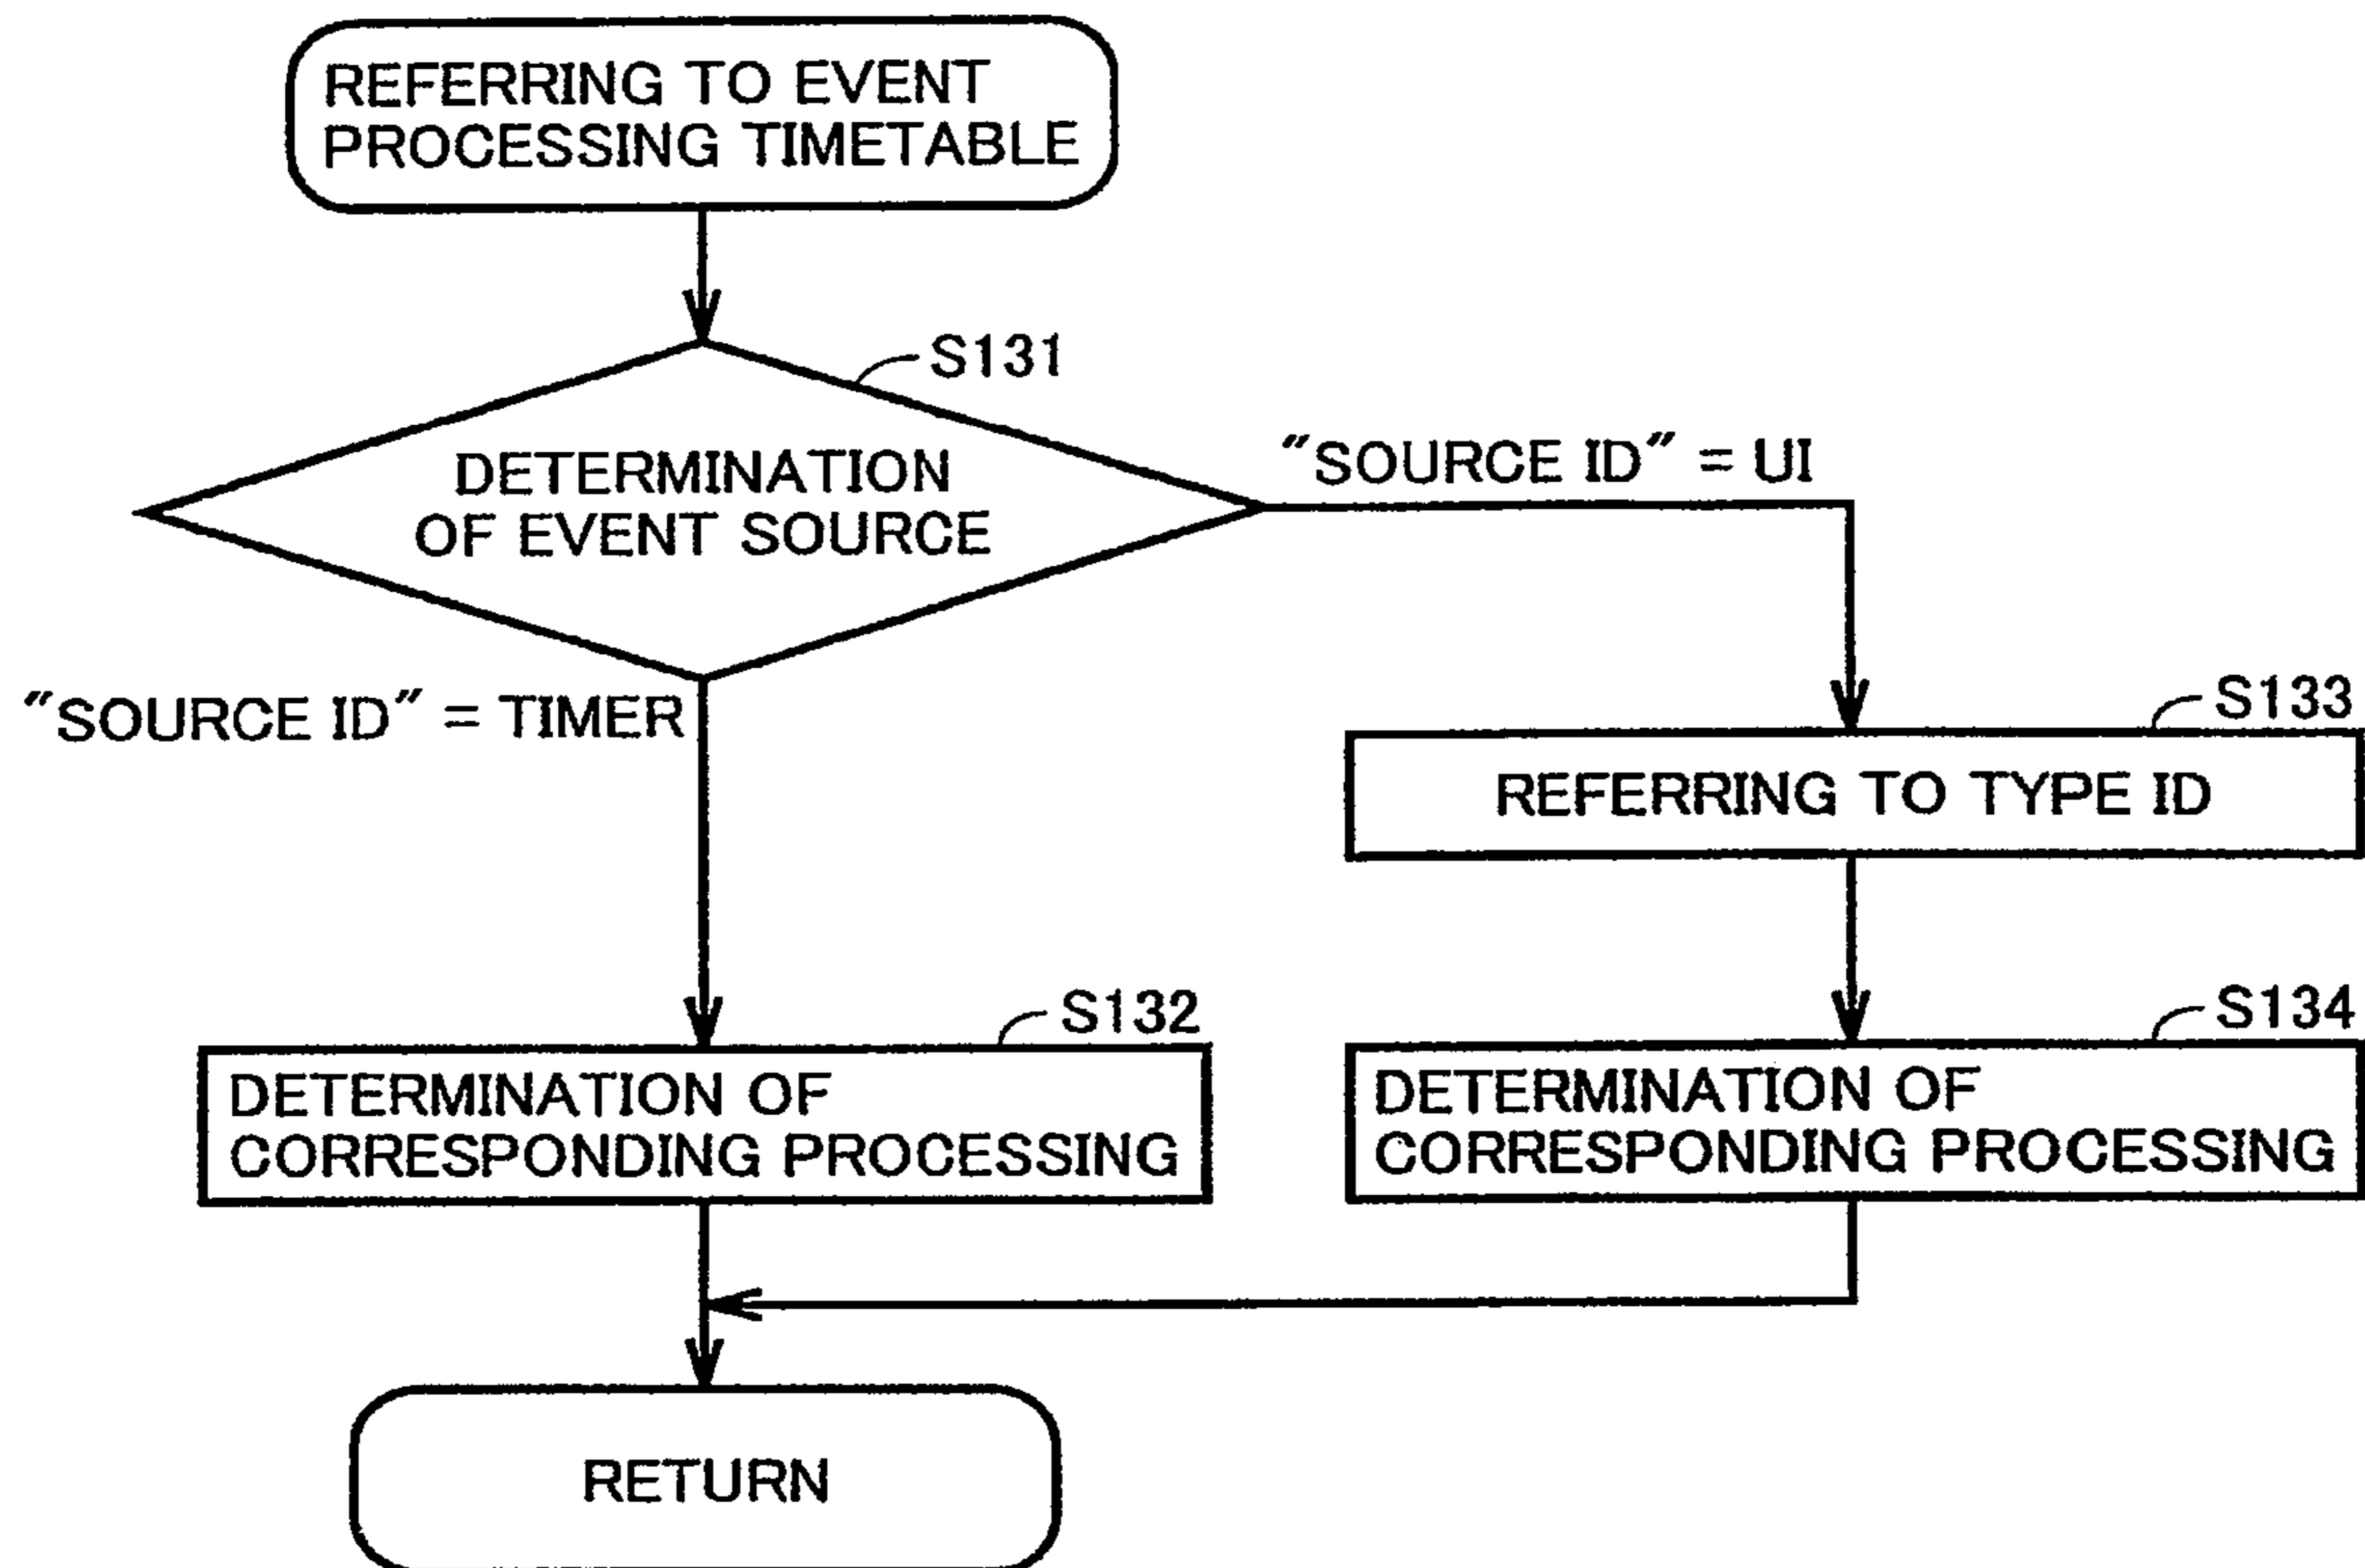 REFERRING TO EVENT
PROCESSING TIMETABLE
S131
DETERMINATION
OF EVENT SOURCE
"SOURCE ID" = UI
"SOURCE ID" = TIMER
S133
REFERRING TO TYPE ID
S132
DETERMINATION OF
CORRESPONDING PROCESSING
S134
DETERMINATION OF
CORRESPONDING PROCESSING
RETURN